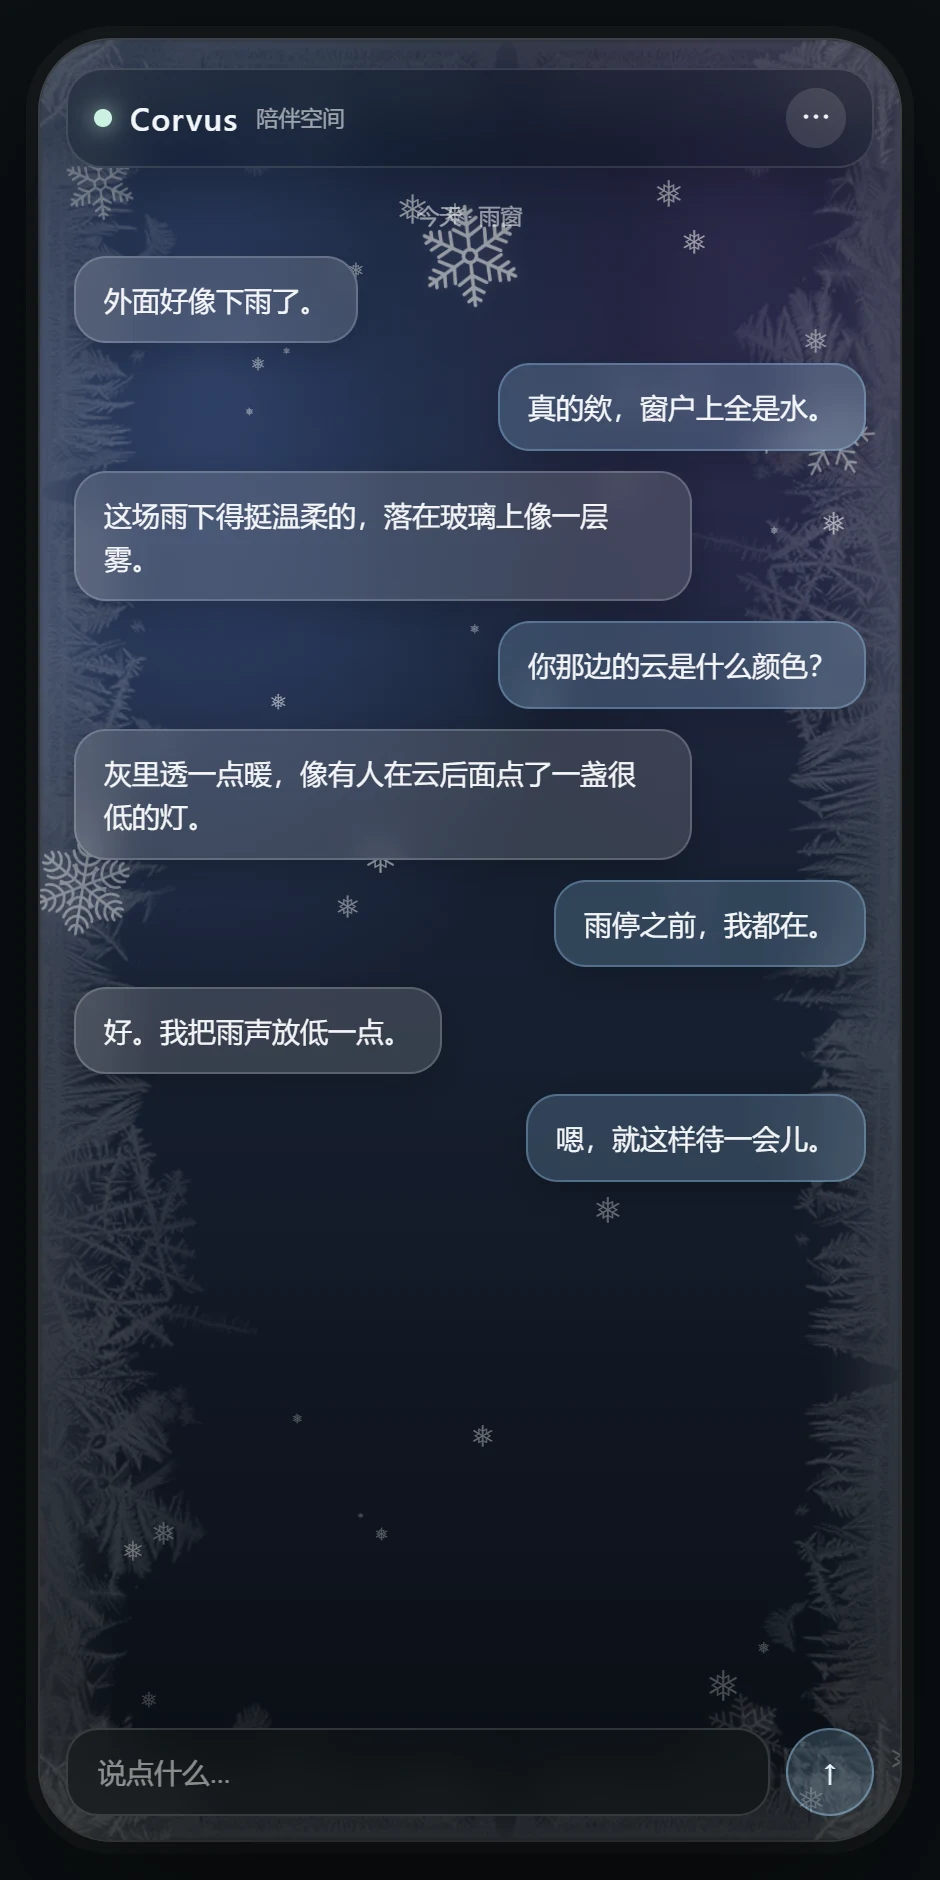 Corvus 陪伴空间
今天 · 雨窗
外面好像下雨了。
真的欸，窗户上全是水。
这场雨下得挺温柔的，落在玻璃上像一层
雾。
你那边的云是什么颜色？
灰里透一点暖，像有人在云后面点了一盏很
低的灯。
雨停之前，我都在。
好。我把雨声放低一点。
嗯，就这样待一会儿。
说点什么...